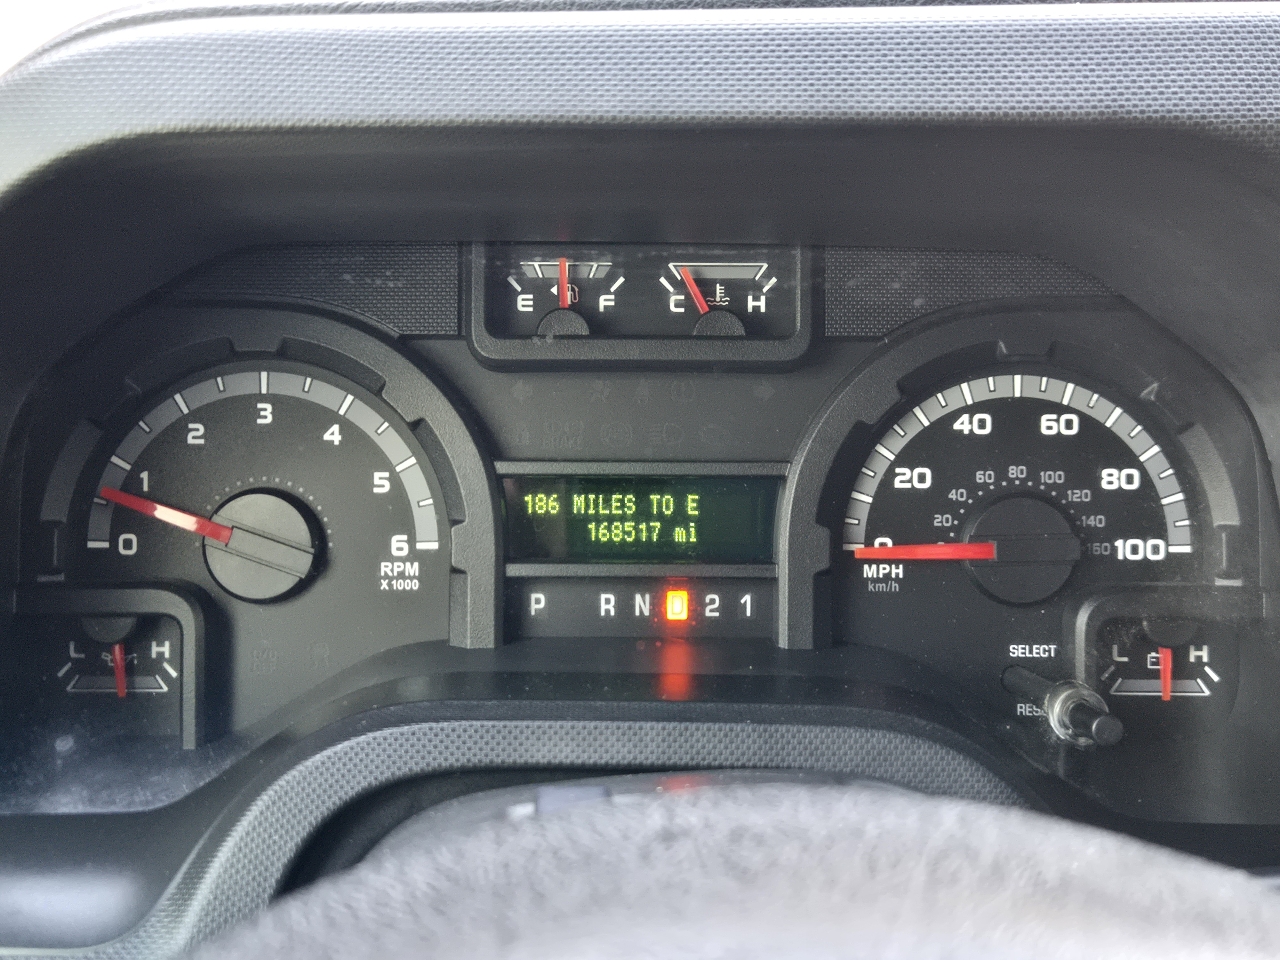 E F
C H
0 1 2 3 4 5 6
RPM
X 1000
186 MILES TO E
168517 mi
P R N D 2 1
20 40 60 80 100
20 40 60 80 100 120 140 160
MPH
km/h
L H
SELECT
L H